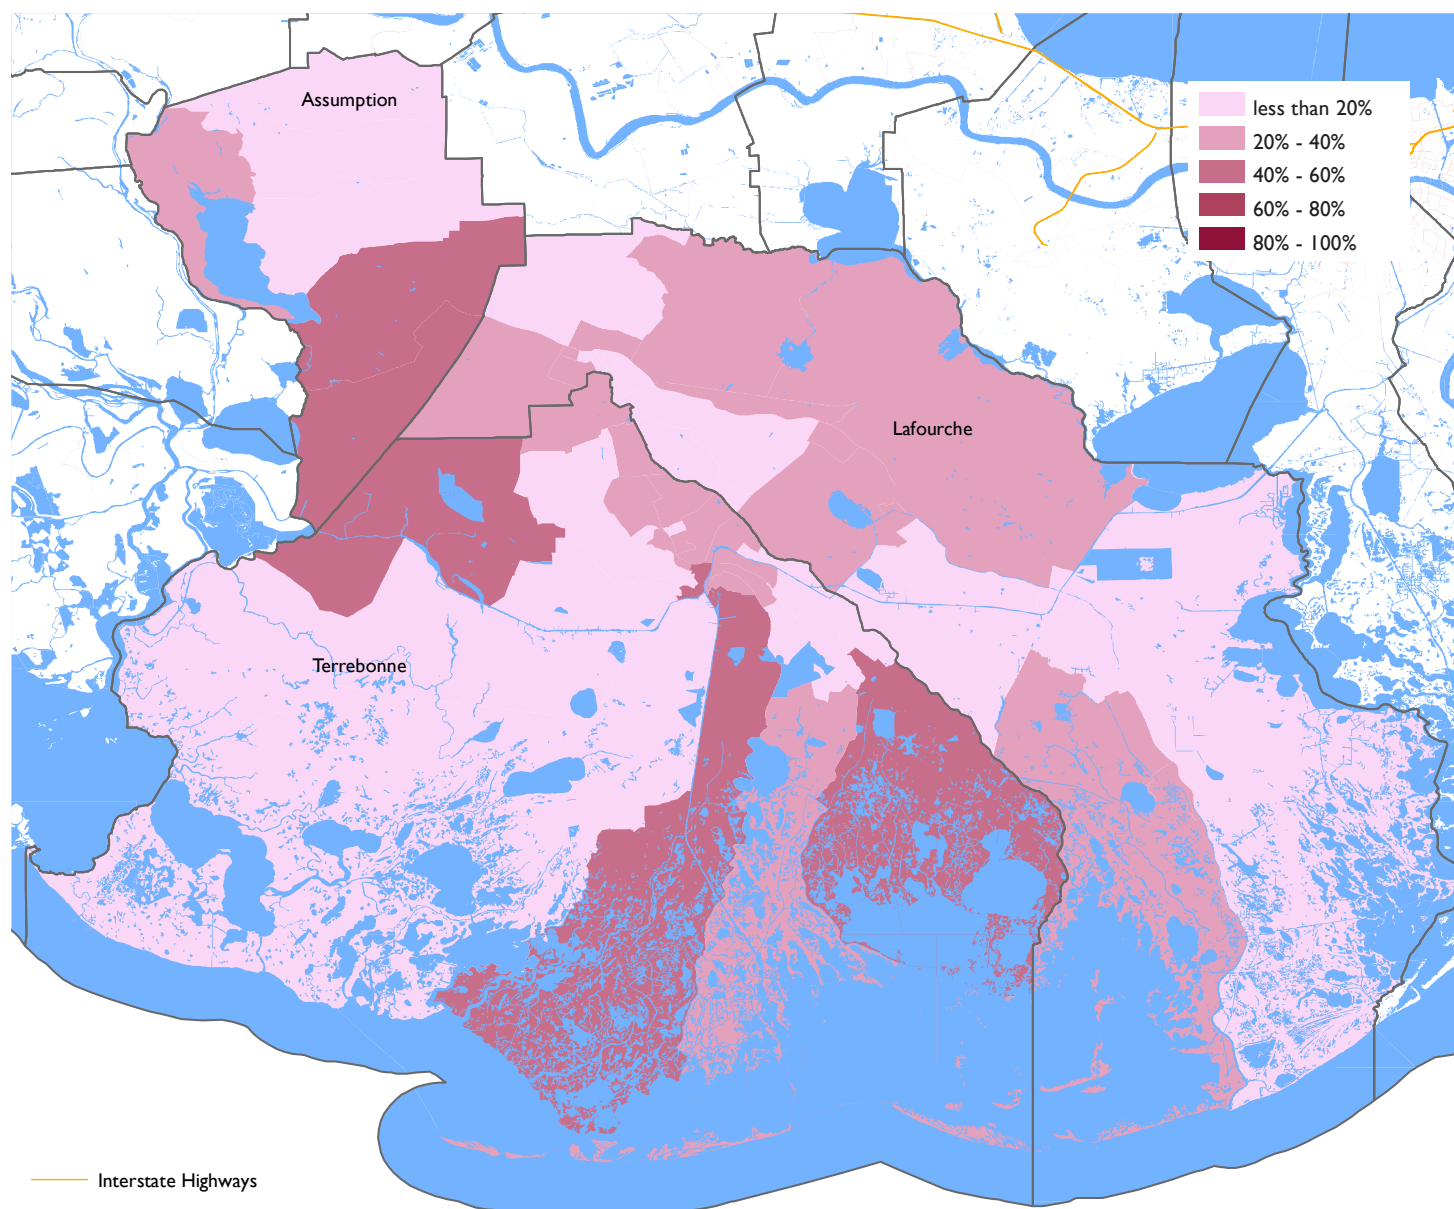 Assumption
less than 20%
20% - 40%
40% - 60%
60% - 80%
80% - 100%
Lafourche
Terrebonne
Interstate Highways